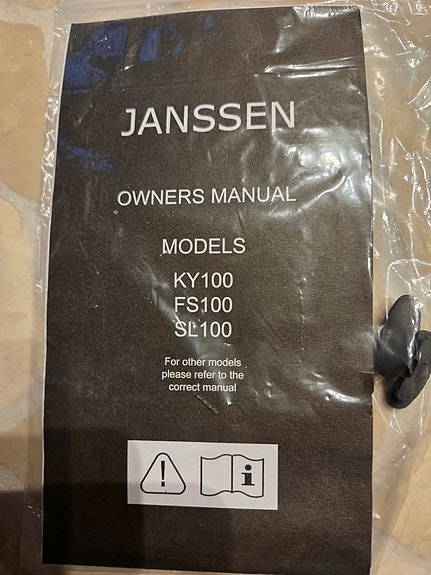 JANSSEN
OWNERS MANUAL
MODELS
KY100
FS100
SL100
For other models
please refer to the
correct manual